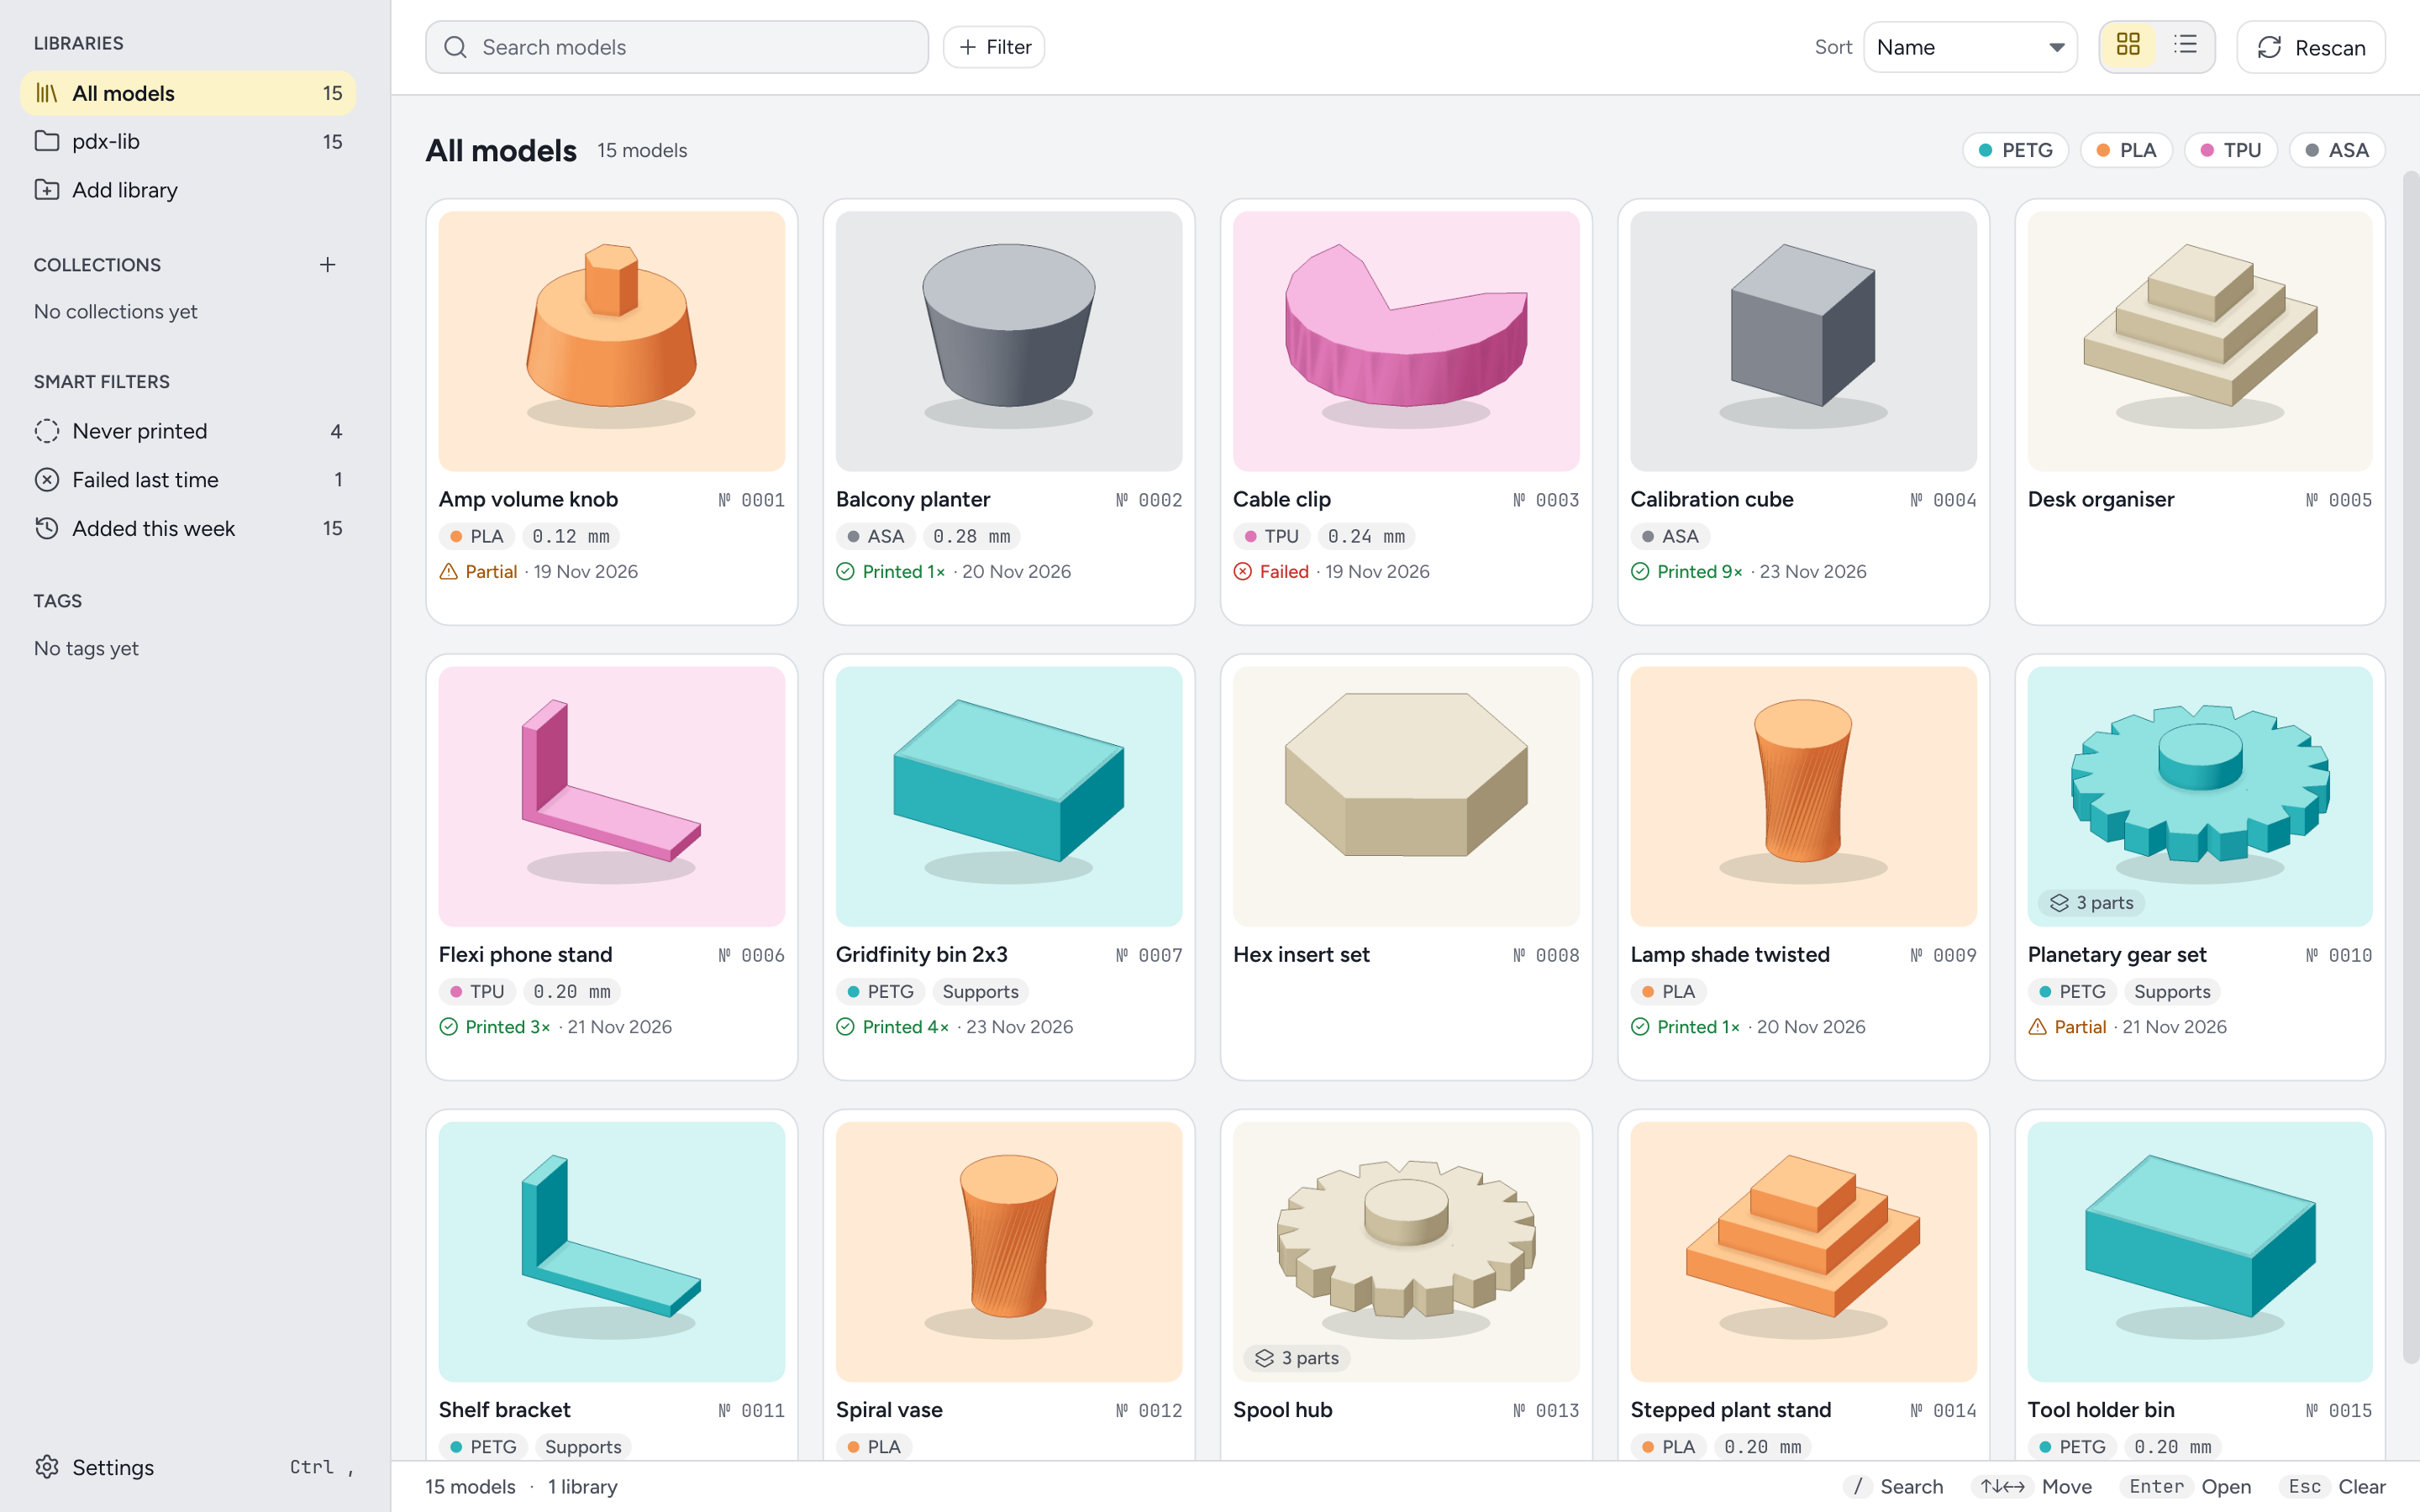 LIBRARIES
All models 15
pdx-lib 15
Add library
COLLECTIONS
No collections yet
SMART FILTERS
Never printed 4
Failed last time 1
Added this week 15
TAGS
No tags yet
Settings Ctrl ,
Search models
+ Filter
Sort Name
Rescan
All models 15 models
PETG PLA TPU ASA
Amp volume knob № 0001
PLA 0.12 mm
Partial · 19 Nov 2026
Balcony planter № 0002
ASA 0.28 mm
Printed 1× · 20 Nov 2026
Cable clip № 0003
TPU 0.24 mm
Failed · 19 Nov 2026
Calibration cube № 0004
ASA
Printed 9× · 23 Nov 2026
Desk organiser № 0005
Flexi phone stand № 0006
TPU 0.20 mm
Printed 3× · 21 Nov 2026
Gridfinity bin 2x3 № 0007
PETG Supports
Printed 4× · 23 Nov 2026
Hex insert set № 0008
Lamp shade twisted № 0009
PLA
Printed 1× · 20 Nov 2026
3 parts
Planetary gear set № 0010
PETG Supports
Partial · 21 Nov 2026
Shelf bracket № 0011
PETG Supports
Spiral vase № 0012
PLA
3 parts
Spool hub № 0013
Stepped plant stand № 0014
PLA 0.20 mm
Tool holder bin № 0015
PETG 0.20 mm
15 models · 1 library
/ Search ↑↓←→ Move Enter Open Esc Clear